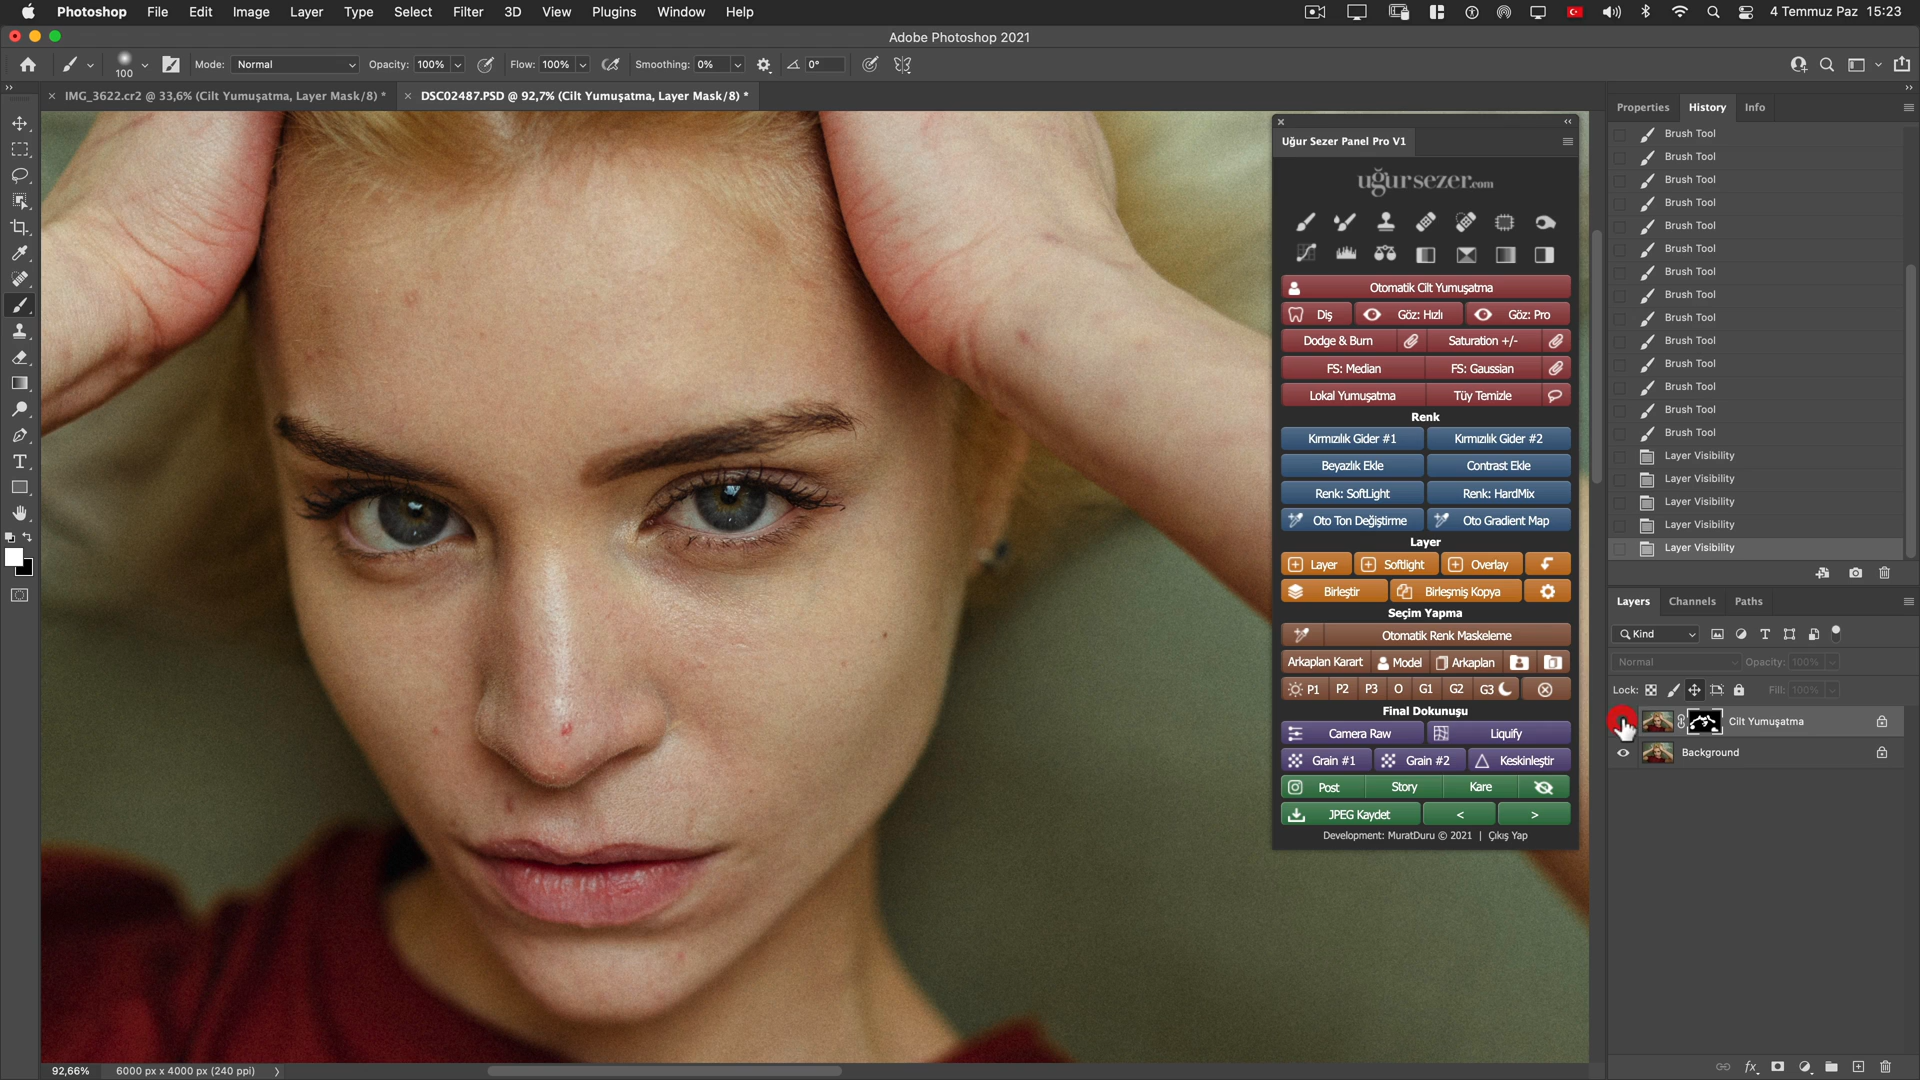 Photoshop File Edit Image Layer Type Select Filter 3D View Plugins Window Help 4 Temmuz Paz 15:23
Adobe Photoshop 2021
100 Mode: Normal Opacity: 100% Flow: 100% Smoothing: 0% 0°
IMG_3622.cr2 @ 33,6% (Cilt Yumuşatma, Layer Mask/8) *
DSC02487.PSD @ 92,7% (Cilt Yumuşatma, Layer Mask/8) *
Uğur Sezer Panel Pro V1
uğursezer.com
Otomatik Cilt Yumuşatma
Diş Göz: Hızlı Göz: Pro
Dodge & Burn Saturation +/-
FS: Median FS: Gaussian
Lokal Yumuşatma Tüy Temizle
Renk
Kırmızılık Gider #1 Kırmızılık Gider #2
Beyazlık Ekle Contrast Ekle
Renk: SoftLight Renk: HardMix
Oto Ton Değiştirme Oto Gradient Map
Layer
Layer Softlight Overlay
Birleştir Birleşmiş Kopya
Seçim Yapma
Otomatik Renk Maskeleme
Arkaplan Karart Model Arkaplan
P1 P2 P3 O G1 G2 G3
Final Dokunuşu
Camera Raw Liquify
Grain #1 Grain #2 Keskinleştir
Post Story Kare
JPEG Kaydet < >
Development: MuratDuru © 2021 | Çıkış Yap
Properties History Info
Brush Tool
Brush Tool
Brush Tool
Brush Tool
Brush Tool
Brush Tool
Brush Tool
Brush Tool
Brush Tool
Brush Tool
Brush Tool
Brush Tool
Brush Tool
Brush Tool
Layer Visibility
Layer Visibility
Layer Visibility
Layer Visibility
Layer Visibility
Layers Channels Paths
Kind
Normal Opacity: 100%
Lock: Fill: 100%
Cilt Yumuşatma
Background
92,66% 6000 px x 4000 px (240 ppi)